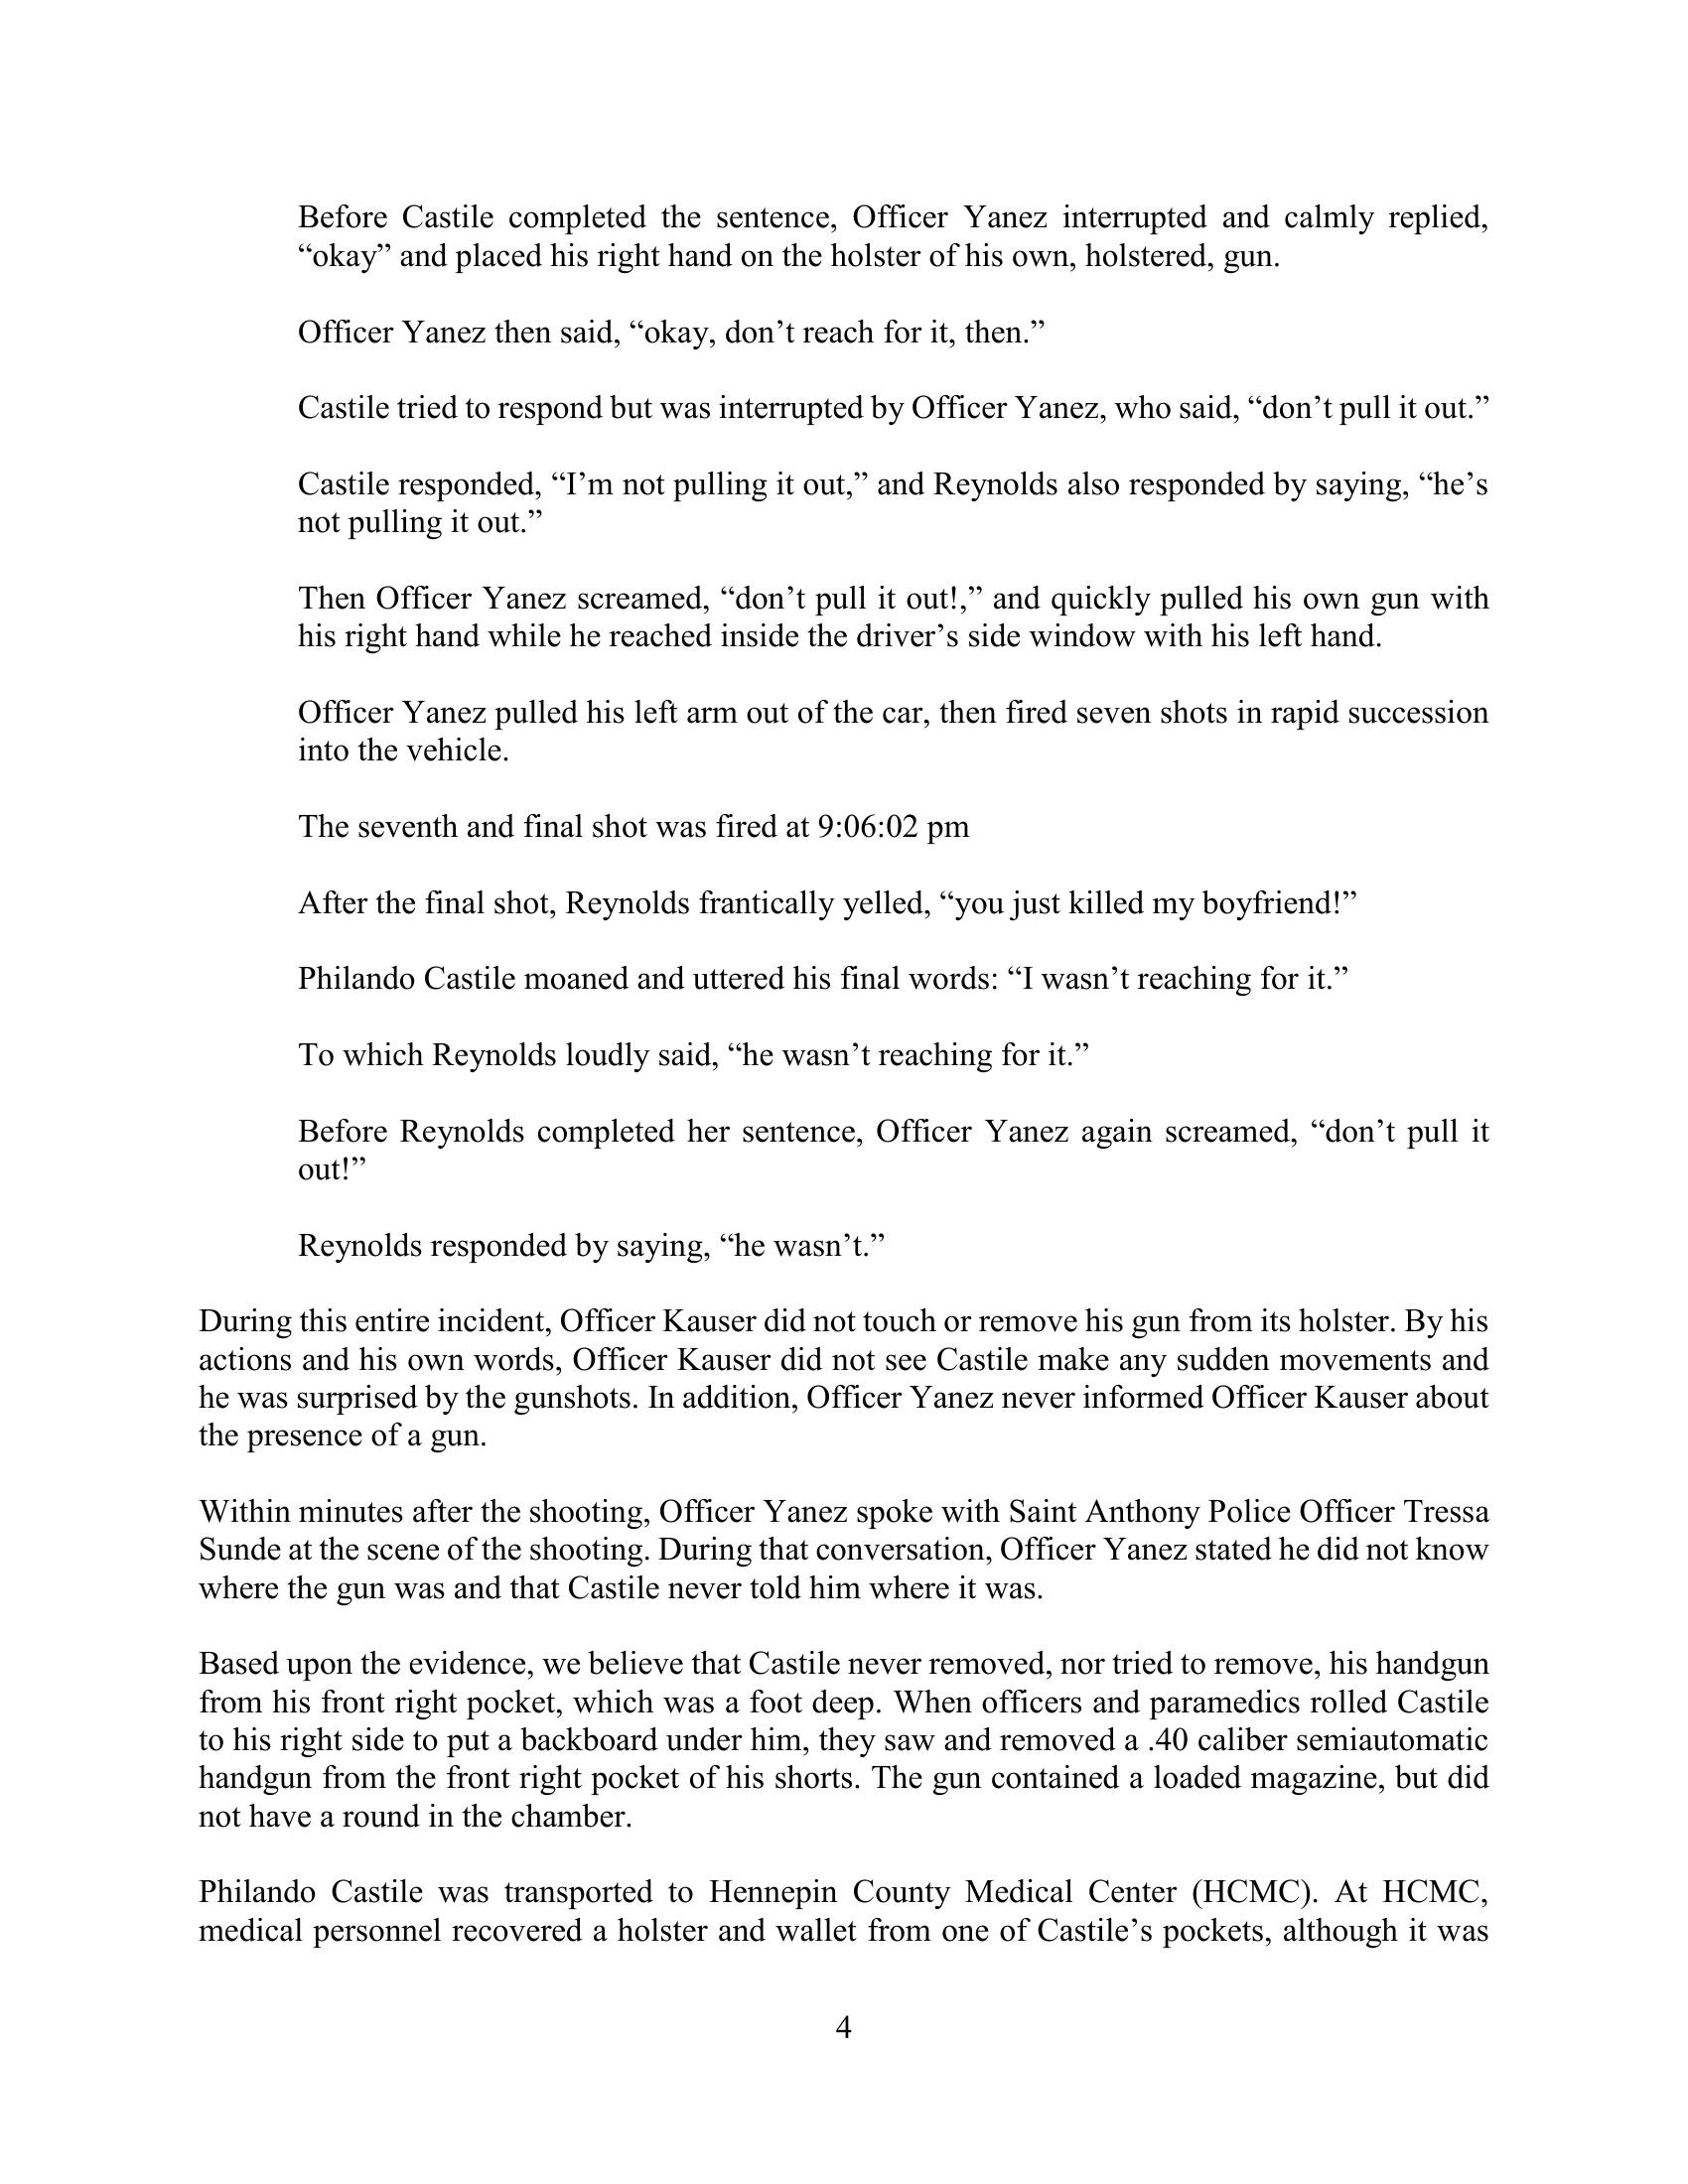 Before Castile completed the sentence, Officer Yanez interrupted and calmly replied,
“okay” and placed his right hand on the holster of his own, holstered, gun.
Officer Yanez then said, “okay, don’t reach for it, then.”
Castile tried to respond but was interrupted by Officer Yanez, who said, “don’t pull it out.”
Castile responded, “I’m not pulling it out,” and Reynolds also responded by saying, “he’s
not pulling it out.”
Then Officer Yanez screamed, “don’t pull it out!,” and quickly pulled his own gun with
his right hand while he reached inside the driver’s side window with his left hand.
Officer Yanez pulled his left arm out of the car, then fired seven shots in rapid succession
into the vehicle.
The seventh and final shot was fired at 9:06:02 pm
After the final shot, Reynolds frantically yelled, “you just killed my boyfriend!”
Philando Castile moaned and uttered his final words: “I wasn’t reaching for it.”
To which Reynolds loudly said, “he wasn’t reaching for it.”
Before Reynolds completed her sentence, Officer Yanez again screamed, “don’t pull it
out!”
Reynolds responded by saying, “he wasn’t.”
During this entire incident, Officer Kauser did not touch or remove his gun from its holster. By his
actions and his own words, Officer Kauser did not see Castile make any sudden movements and
he was surprised by the gunshots. In addition, Officer Yanez never informed Officer Kauser about
the presence of a gun.
Within minutes after the shooting, Officer Yanez spoke with Saint Anthony Police Officer Tressa
Sunde at the scene of the shooting. During that conversation, Officer Yanez stated he did not know
where the gun was and that Castile never told him where it was.
Based upon the evidence, we believe that Castile never removed, nor tried to remove, his handgun
from his front right pocket, which was a foot deep. When officers and paramedics rolled Castile
to his right side to put a backboard under him, they saw and removed a .40 caliber semiautomatic
handgun from the front right pocket of his shorts. The gun contained a loaded magazine, but did
not have a round in the chamber.
Philando Castile was transported to Hennepin County Medical Center (HCMC). At HCMC,
medical personnel recovered a holster and wallet from one of Castile’s pockets, although it was
4